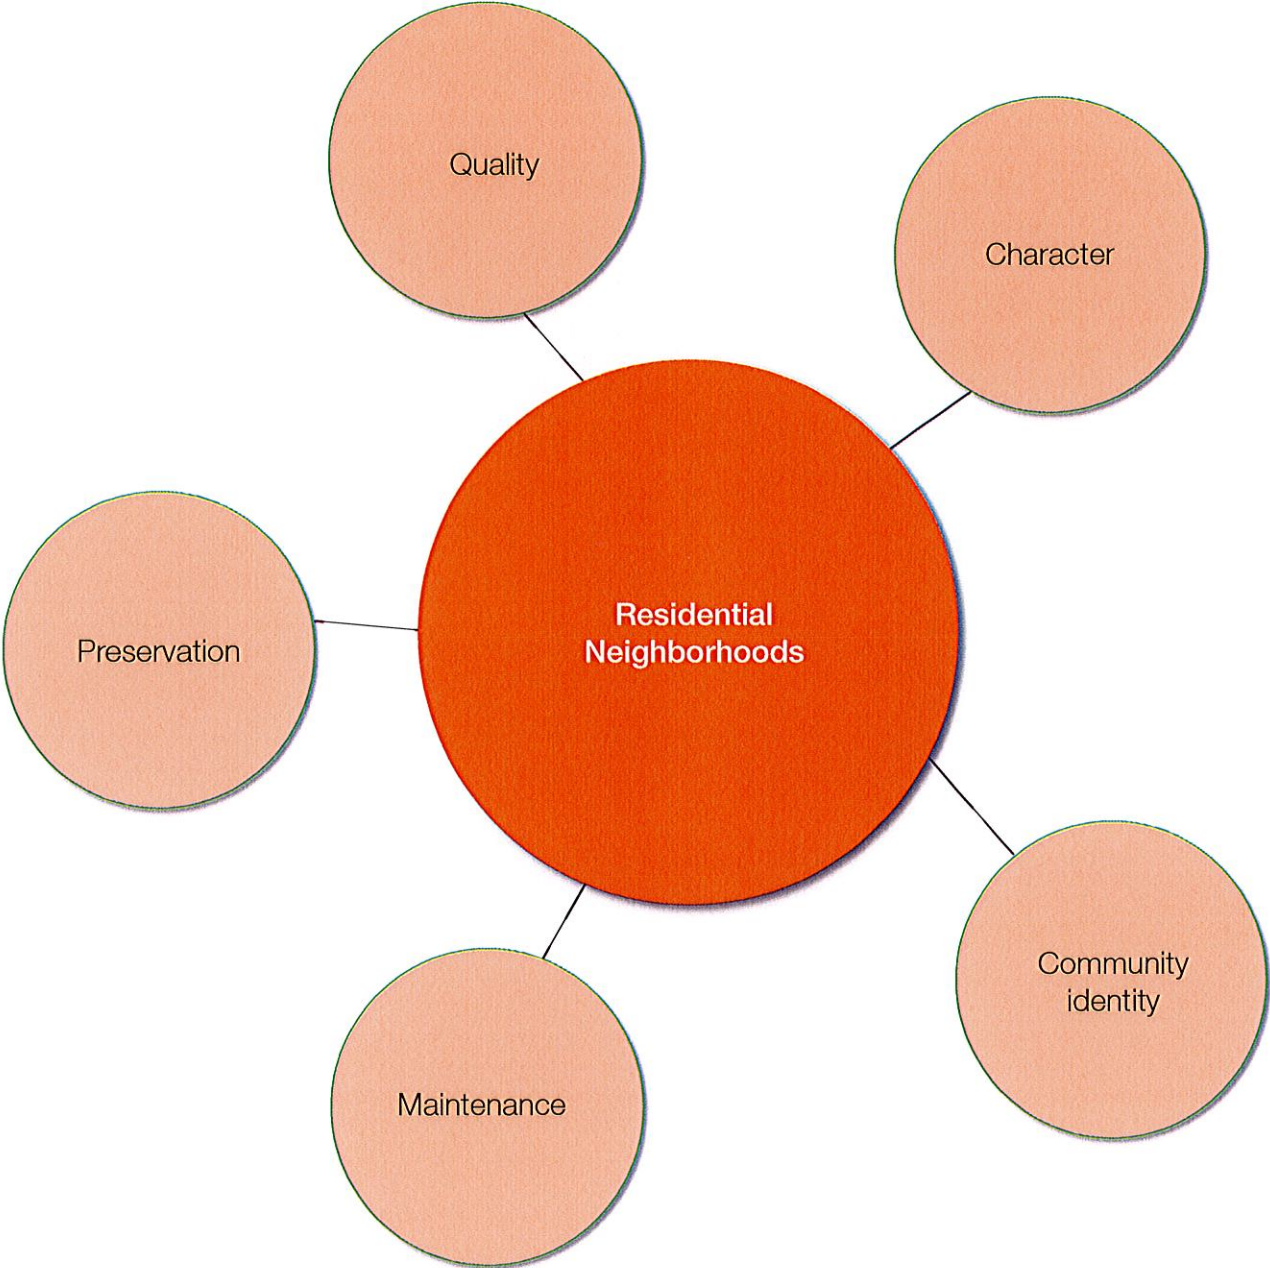 Quality
Character
Residential
Neighborhoods
Preservation
Community
identity
Maintenance